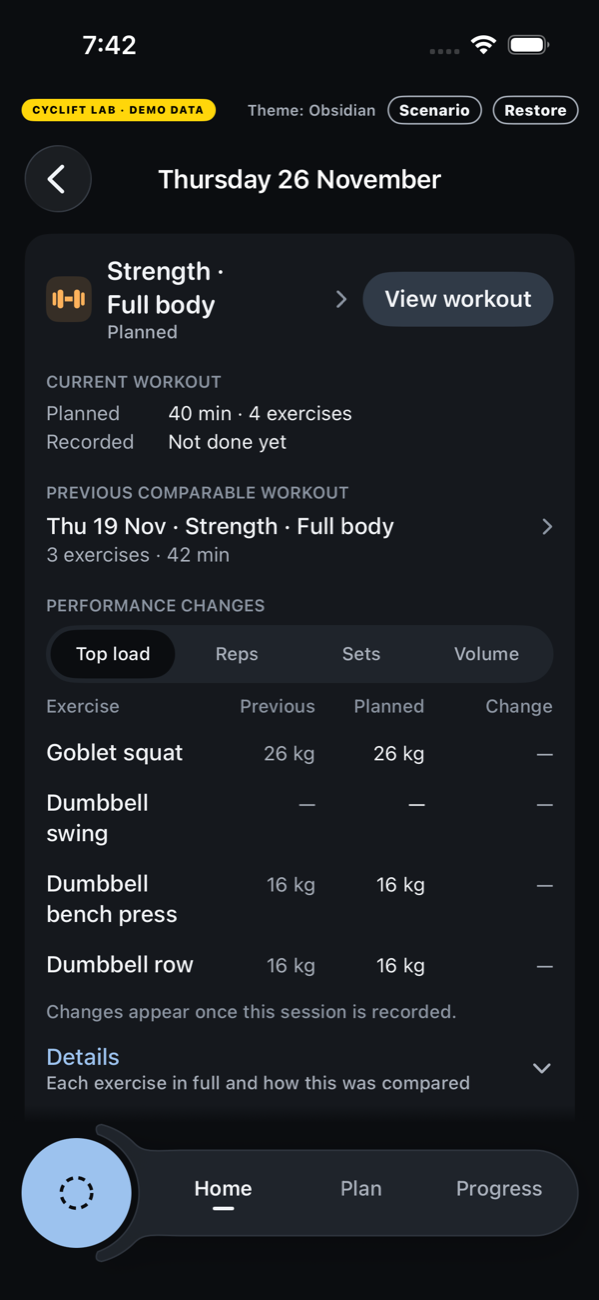 7:42
CYCLIFT LAB · DEMO DATA
Theme: Obsidian
Scenario
Restore
Thursday 26 November
Strength ·
Full body
Planned
View workout
CURRENT WORKOUT
Planned 40 min · 4 exercises
Recorded Not done yet
PREVIOUS COMPARABLE WORKOUT
Thu 19 Nov · Strength · Full body
3 exercises · 42 min
PERFORMANCE CHANGES
Top load Reps Sets Volume
Exercise Previous Planned Change
Goblet squat 26 kg 26 kg —
Dumbbell
swing — — —
Dumbbell
bench press 16 kg 16 kg —
Dumbbell row 16 kg 16 kg —
Changes appear once this session is recorded.
Details
Each exercise in full and how this was compared
Home Plan Progress